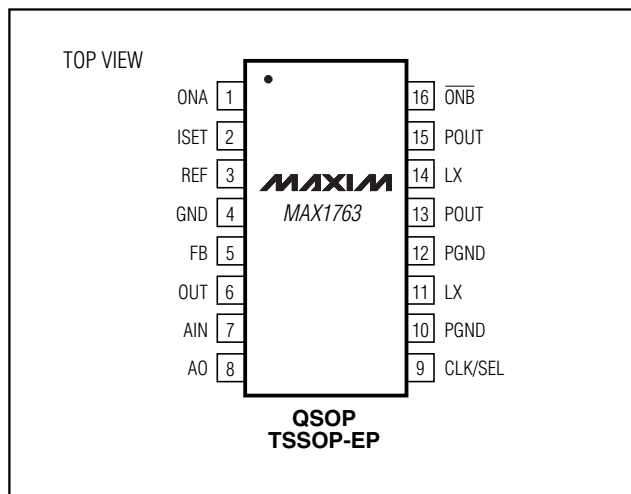 TOP VIEW
ONA 1
ISET 2
REF 3
GND 4
FB 5
OUT 6
AIN 7
AO 8
MAXIM
MAX1763
16 O̅N̅B̅
15 POUT
14 LX
13 POUT
12 PGND
11 LX
10 PGND
9 CLK/SEL
QSOP
TSSOP-EP